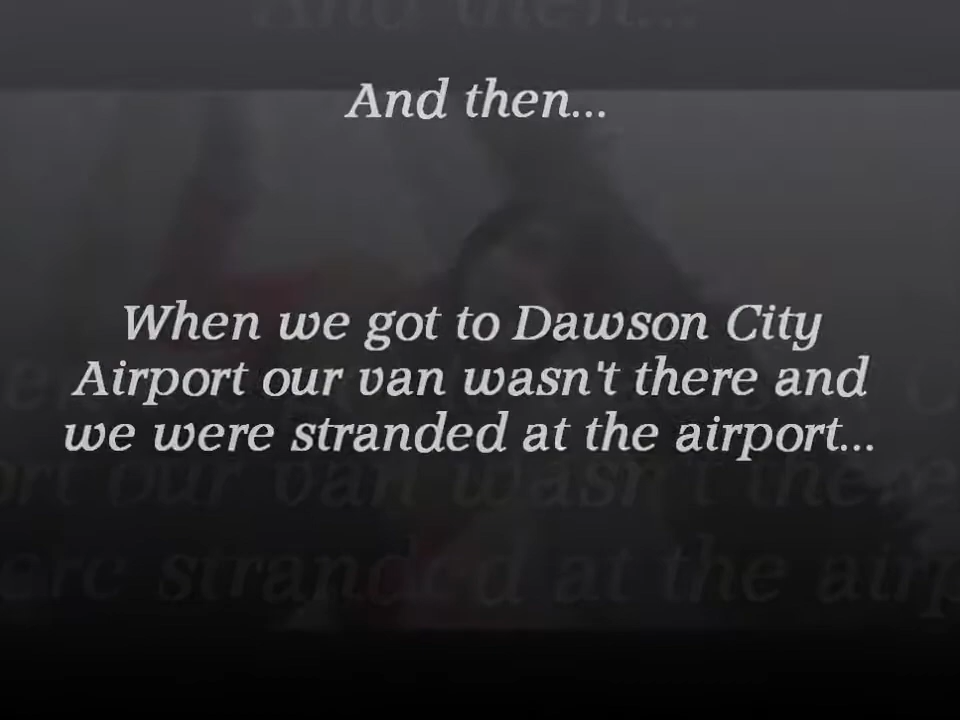 And then...
When we got to Dawson City
Airport our van wasn't there and
we were stranded at the airport...